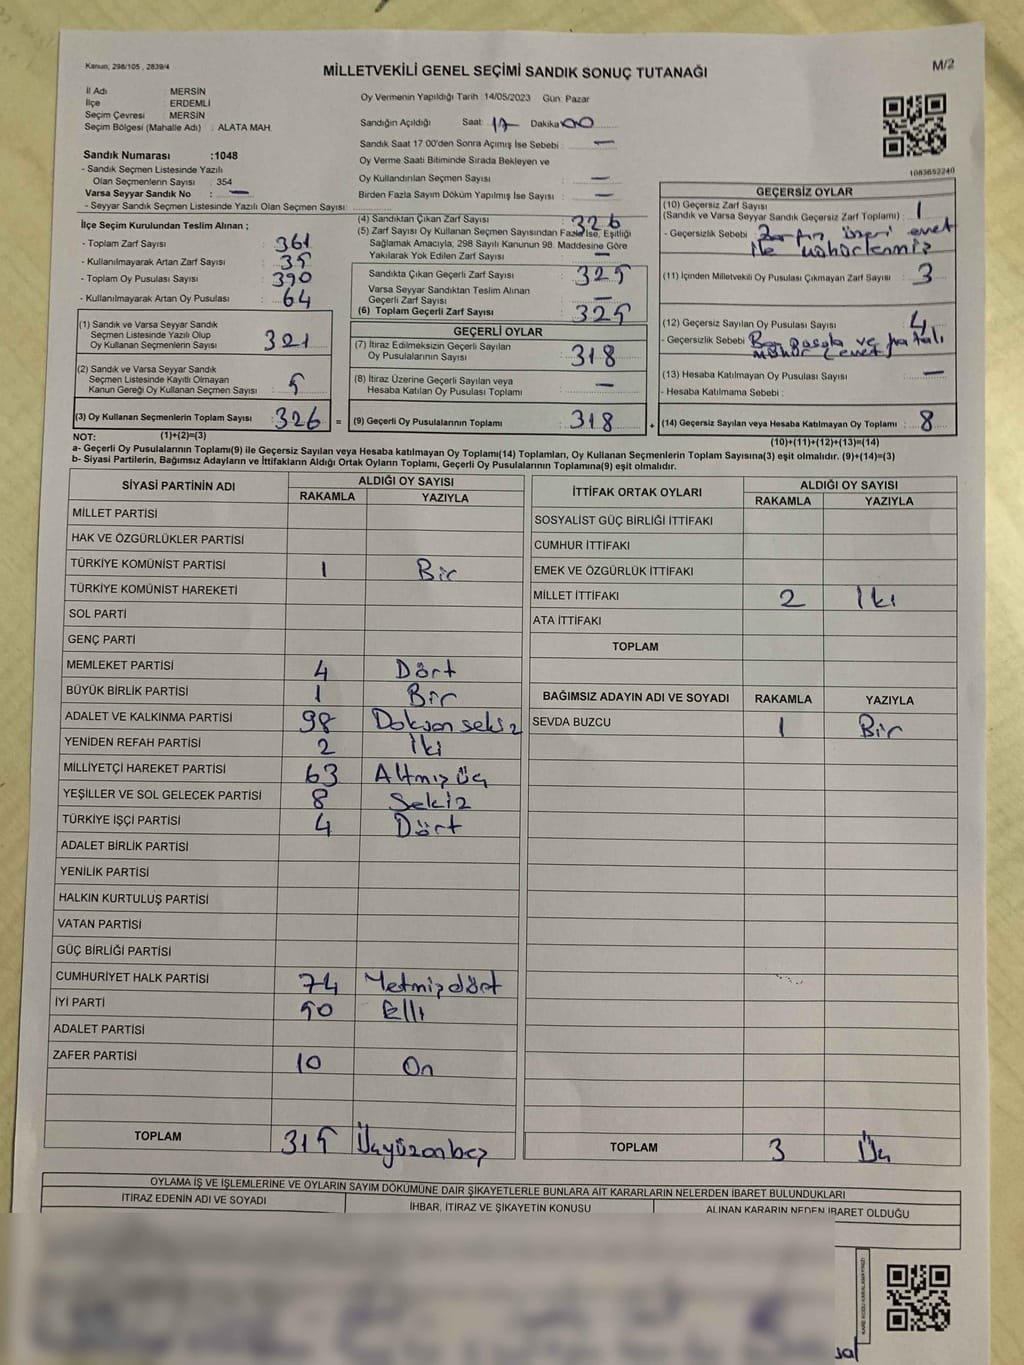 Kanun; 298/105 , 2839/4
M/2
MİLLETVEKİLİ GENEL SEÇİMİ SANDIK SONUÇ TUTANAĞI
İl Adı : MERSİN
İlçe : ERDEMLİ
Seçim Çevresi : MERSİN
Seçim Bölgesi (Mahalle Adı) : ALATA MAH.
Sandık Numarası :1048
- Sandık Seçmen Listesinde Yazılı
Olan Seçmenlerin Sayısı : 354
Varsa Seyyar Sandık No : —
- Seyyar Sandık Seçmen Listesinde Yazılı Olan Seçmen Sayısı:
Oy Vermenin Yapıldığı Tarih :14/05/2023 Gün: Pazar
Sandığın Açıldığı Saat: 17 Dakika 00
Sandık Saat 17 00'den Sonra Açımış İse Sebebi : —
Oy Verme Saati Bitiminde Sırada Bekleyen ve
Oy Kullandırılan Seçmen Sayısı : —
Birden Fazla Sayım Döküm Yapılmış İse Sayısı : —
1083652240
İlçe Seçim Kurulundan Teslim Alınan ;
- Toplam Zarf Sayısı : 361
- Kullanılmayarak Artan Zarf Sayısı : 35
- Toplam Oy Pusulası Sayısı : 390
- Kullanılmayarak Artan Oy Pusulası : 64
(1) Sandık ve Varsa Seyyar Sandık
Seçmen Listesinde Yazılı Olup
Oy Kullanan Seçmenlerin Sayısı : 321
(2) Sandık ve Varsa Seyyar Sandık
Seçmen Listesinde Kayıtlı Olmayan
Kanun Gereği Oy Kullanan Seçmen Sayısı : 5
(3) Oy Kullanan Seçmenlerin Toplam Sayısı : 326 =
(1)+(2)=(3)
(4) Sandıktan Çıkan Zarf Sayısı : 326
(5) Zarf Sayısı Oy Kullanan Seçmen Sayısından Fazla İse, Eşitliği
Sağlamak Amacıyla, 298 Sayılı Kanunun 98. Maddesine Göre
Yakılarak Yok Edilen Zarf Sayısı : —
Sandıkta Çıkan Geçerli Zarf Sayısı : 325
Varsa Seyyar Sandıktan Teslim Alınan
Geçerli Zarf Sayısı : —
(6) Toplam Geçerli Zarf Sayısı : 325
GEÇERLİ OYLAR
(7) İtiraz Edilmeksizin Geçerli Sayılan
Oy Pusulalarının Sayısı : 318
(8) İtiraz Üzerine Geçerli Sayılan veya
Hesaba Katılan Oy Pusulası Toplamı : —
(9) Geçerli Oy Pusulalarının Toplamı : 318 +
GEÇERSİZ OYLAR
(10) Geçersiz Zarf Sayısı
(Sandık ve Varsa Seyyar Sandık Geçersiz Zarf Toplamı) : 1
- Geçersizlik Sebebi : Zarfın üzeri evet
ile mühürlenmiş
(11) İçinden Milletvekili Oy Pusulası Çıkmayan Zarf Sayısı : 3
(12) Geçersiz Sayılan Oy Pusulası Sayısı : 4
- Geçersizlik Sebebi : Boş pusula ve hatalı
mühür (evet)
(13) Hesaba Katılmayan Oy Pusulası Sayısı : —
- Hesaba Katılmama Sebebi :
(14) Geçersiz Sayılan veya Hesaba Katılmayan Oy Toplamı : 8
(10)+(11)+(12)+(13)=(14)
NOT:
a- Geçerli Oy Pusulalarının Toplamı(9) ile Geçersiz Sayılan veya Hesaba katılmayan Oy Toplamı(14) Toplamları, Oy Kullanan Seçmenlerin Toplam Sayısına(3) eşit olmalıdır. (9)+(14)=(3)
b- Siyasi Partilerin, Bağımsız Adayların ve İttifakların Aldığı Ortak Oyların Toplamı, Geçerli Oy Pusulalarının Toplamına(9) eşit olmalıdır.
SİYASİ PARTİNİN ADI ALDIĞI OY SAYISI
RAKAMLA YAZIYLA
MİLLET PARTİSİ
HAK VE ÖZGÜRLÜKLER PARTİSİ
TÜRKİYE KOMÜNİST PARTİSİ 1 Bir
TÜRKİYE KOMÜNİST HAREKETİ
SOL PARTİ
GENÇ PARTİ
MEMLEKET PARTİSİ 4 Dört
BÜYÜK BİRLİK PARTİSİ 1 Bir
ADALET VE KALKINMA PARTİSİ 98 Doksan sekiz
YENİDEN REFAH PARTİSİ 2 İki
MİLLİYETÇİ HAREKET PARTİSİ 63 Altmış üç
YEŞİLLER VE SOL GELECEK PARTİSİ 8 Sekiz
TÜRKİYE İŞÇİ PARTİSİ 4 Dört
ADALET BİRLİK PARTİSİ
YENİLİK PARTİSİ
HALKIN KURTULUŞ PARTİSİ
VATAN PARTİSİ
GÜÇ BİRLİĞİ PARTİSİ
CUMHURİYET HALK PARTİSİ 74 Yetmiş dört
İYİ PARTİ 50 Elli
ADALET PARTİSİ
ZAFER PARTİSİ 10 On
TOPLAM 315 Üçyüzonbeş
İTTİFAK ORTAK OYLARI ALDIĞI OY SAYISI
RAKAMLA YAZIYLA
SOSYALİST GÜÇ BİRLİĞİ İTTİFAKI
CUMHUR İTTİFAKI
EMEK VE ÖZGÜRLÜK İTTİFAKI
MİLLET İTTİFAKI 2 İki
ATA İTTİFAKI
TOPLAM
BAĞIMSIZ ADAYIN ADI VE SOYADI RAKAMLA YAZIYLA
SEVDA BUZCU 1 Bir
TOPLAM 3 Üç
OYLAMA İŞ VE İŞLEMLERİNE VE OYLARIN SAYIM DÖKÜMÜNE DAİR ŞİKAYETLERLE BUNLARA AİT KARARLARIN NELERDEN İBARET BULUNDUKLARI
İTİRAZ EDENİN ADI VE SOYADI İHBAR, İTİRAZ VE ŞİKAYETİN KONUSU ALINAN KARARIN NEDEN İBARET OLDUĞU
KARE KODU KARALAMAYINIZ!